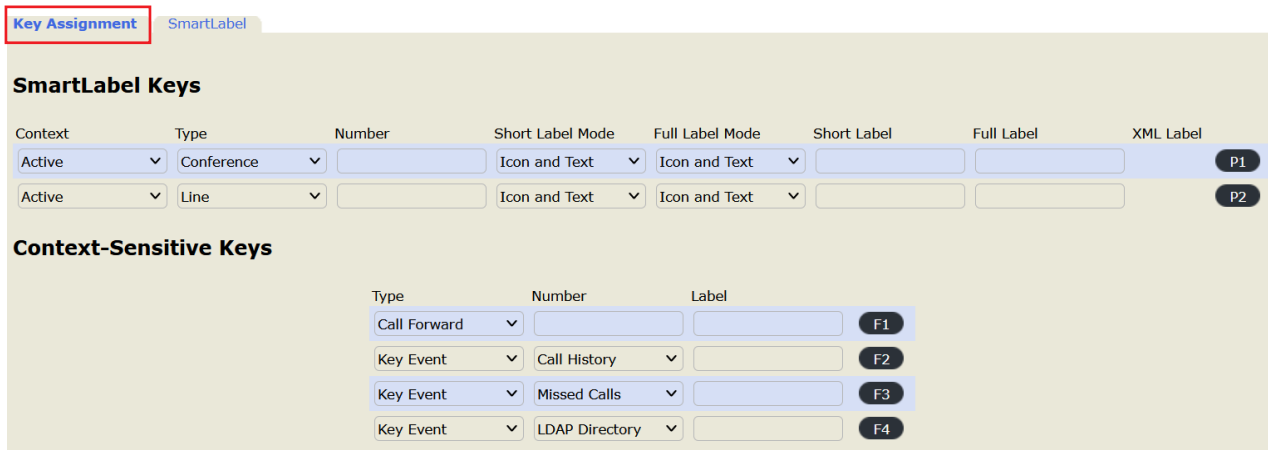 Key Assignment SmartLabel
SmartLabel Keys
Context Type Number Short Label Mode Full Label Mode Short Label Full Label XML Label
Active Conference Icon and Text Icon and Text P1
Active Line Icon and Text Icon and Text P2
Context-Sensitive Keys
Type Number Label
Call Forward F1
Key Event Call History F2
Key Event Missed Calls F3
Key Event LDAP Directory F4